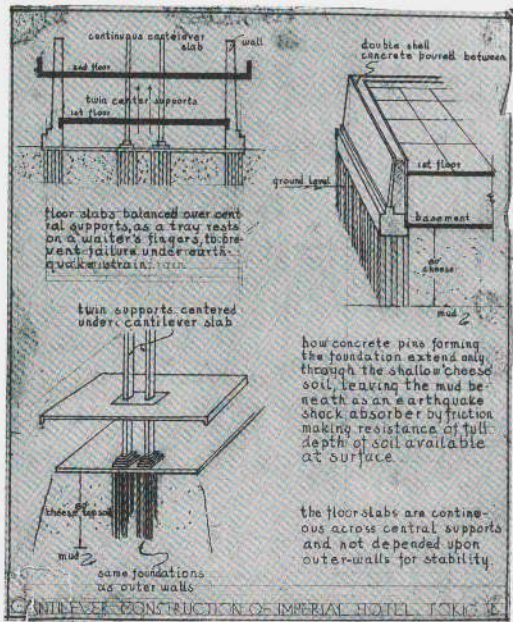 continuous cantilever
slab
wall
2nd floor
twin center supports
1st floor
floor slabs balanced over cent
ral supports, as a tray rests
on a waiter's fingers, to pre
vent failure under earth-
quake strain.
double shell
concrete poured between
1st floor
ground level
basement
cheese
mud
twin supports centered
under cantilever slab
cheese
mud
same foundations
as outer walls
how concrete pins forming
the foundation extend only
through the shallow cheese
soil, leaving the mud be-
neath as an earthquake
shock absorber by friction
making resistance of full
depth of soil available
at surface
the floor slabs are continu-
ous across central supports
and not depended upon
outer-walls for stability.
CANTILEVER CONSTRUCTION OF IMPERIAL HOTEL TOKIO